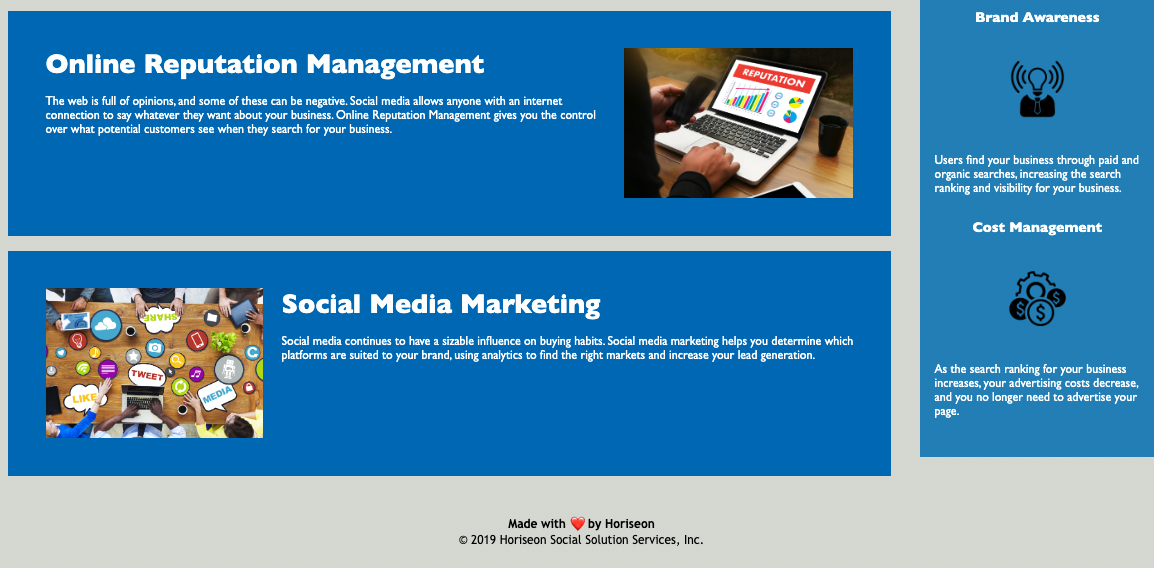 Online Reputation Management
The web is full of opinions, and some of these can be negative. Social media allows anyone with an internet
connection to say whatever they want about your business. Online Reputation Management gives you the control
over what potential customers see when they search for your business.
REPUTATION
Social Media Marketing
Social media continues to have a sizable influence on buying habits. Social media marketing helps you determine which
platforms are suited to your brand, using analytics to find the right markets and increase your lead generation.
SHARE
TWEET
LIKE
MEDIA
Brand Awareness
Users find your business through paid and
organic searches, increasing the search
ranking and visibility for your business.
Cost Management
$ $ $
As the search ranking for your business
increases, your advertising costs decrease,
and you no longer need to advertise your
page.
Made with ❤️ by Horiseon
© 2019 Horiseon Social Solution Services, Inc.